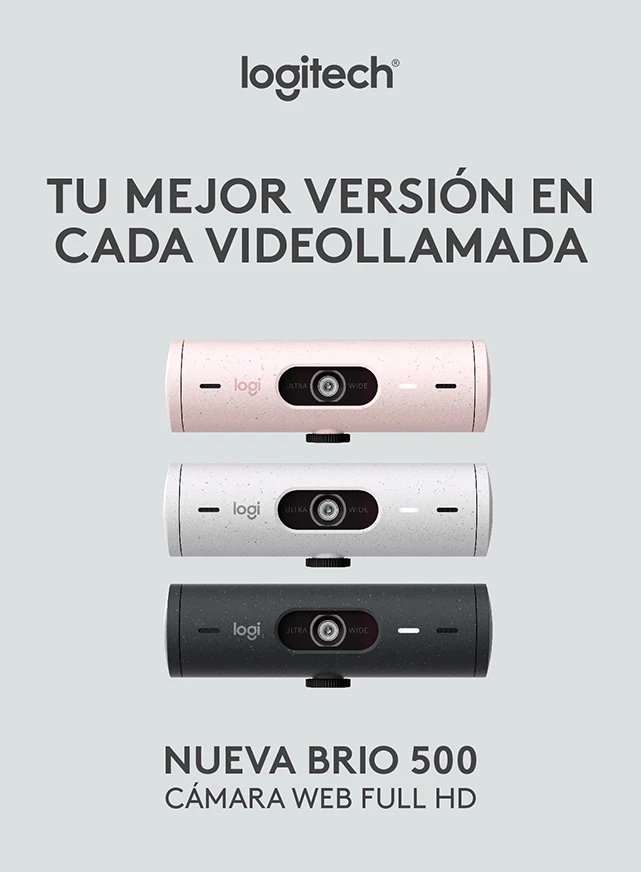 logitech®
TU MEJOR VERSIÓN EN
CADA VIDEOLLAMADA
logi ULTRA WIDE
logi ULTRA WIDE
logi ULTRA WIDE
NUEVA BRIO 500
CÁMARA WEB FULL HD